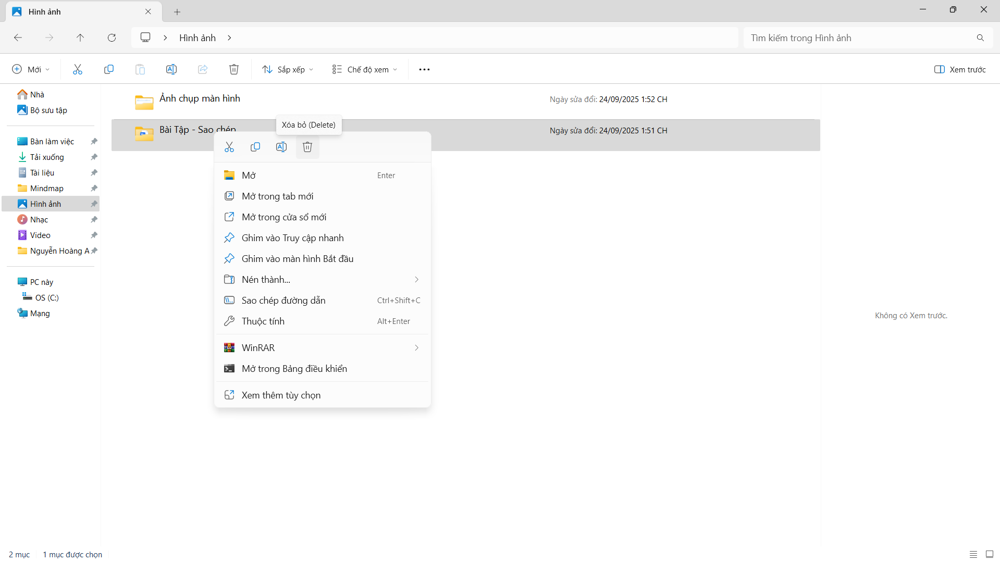 Hình ảnh
Hình ảnh
Tìm kiếm trong Hình ảnh
Mới
Sắp xếp
Chế độ xem
Xem trước
Nhà
Bộ sưu tập
Bàn làm việc
Tải xuống
Tài liệu
Mindmap
Hình ảnh
Nhạc
Video
Nguyễn Hoàng A
PC này
OS (C:)
Mạng
Ảnh chụp màn hình
Ngày sửa đổi: 24/09/2025 1:52 CH
Bài Tập - Sao chép
Ngày sửa đổi: 24/09/2025 1:51 CH
Xóa bỏ (Delete)
Mở Enter
Mở trong tab mới
Mở trong cửa sổ mới
Ghim vào Truy cập nhanh
Ghim vào màn hình Bắt đầu
Nén thành...
Sao chép đường dẫn Ctrl+Shift+C
Thuộc tính Alt+Enter
WinRAR
Mở trong Bảng điều khiển
Xem thêm tùy chọn
Không có Xem trước.
2 mục
1 mục được chọn